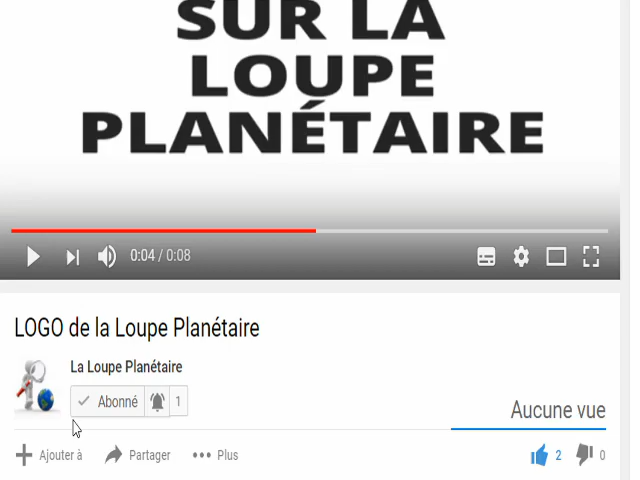 SUR LA
LOUPE
PLANÉTAIRE
0:04 / 0:08
LOGO de la Loupe Planétaire
La Loupe Planétaire
Abonné 1
Aucune vue
Ajouter à Partager Plus 2 0